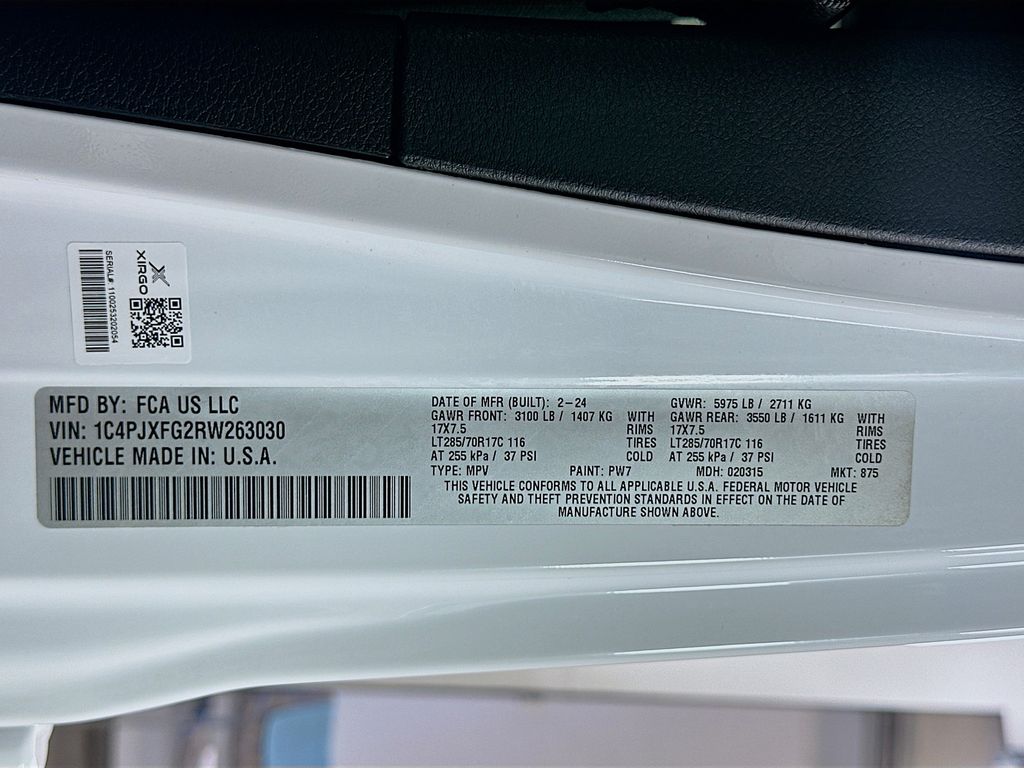 XIRGO
SERIAL#: 1100253202054
MFD BY: FCA US LLC
VIN: 1C4PJXFG2RW263030
VEHICLE MADE IN: U.S.A.
DATE OF MFR (BUILT): 2-24 GVWR: 5975 LB / 2711 KG
GAWR FRONT: 3100 LB / 1407 KG WITH GAWR REAR: 3550 LB / 1611 KG WITH
17X7.5 RIMS 17X7.5 RIMS
LT285/70R17C 116 TIRES LT285/70R17C 116 TIRES
AT 255 kPa / 37 PSI COLD AT 255 kPa / 37 PSI COLD
TYPE: MPV PAINT: PW7 MDH: 020315 MKT: 875
THIS VEHICLE CONFORMS TO ALL APPLICABLE U.S.A. FEDERAL MOTOR VEHICLE
SAFETY AND THEFT PREVENTION STANDARDS IN EFFECT ON THE DATE OF
MANUFACTURE SHOWN ABOVE.